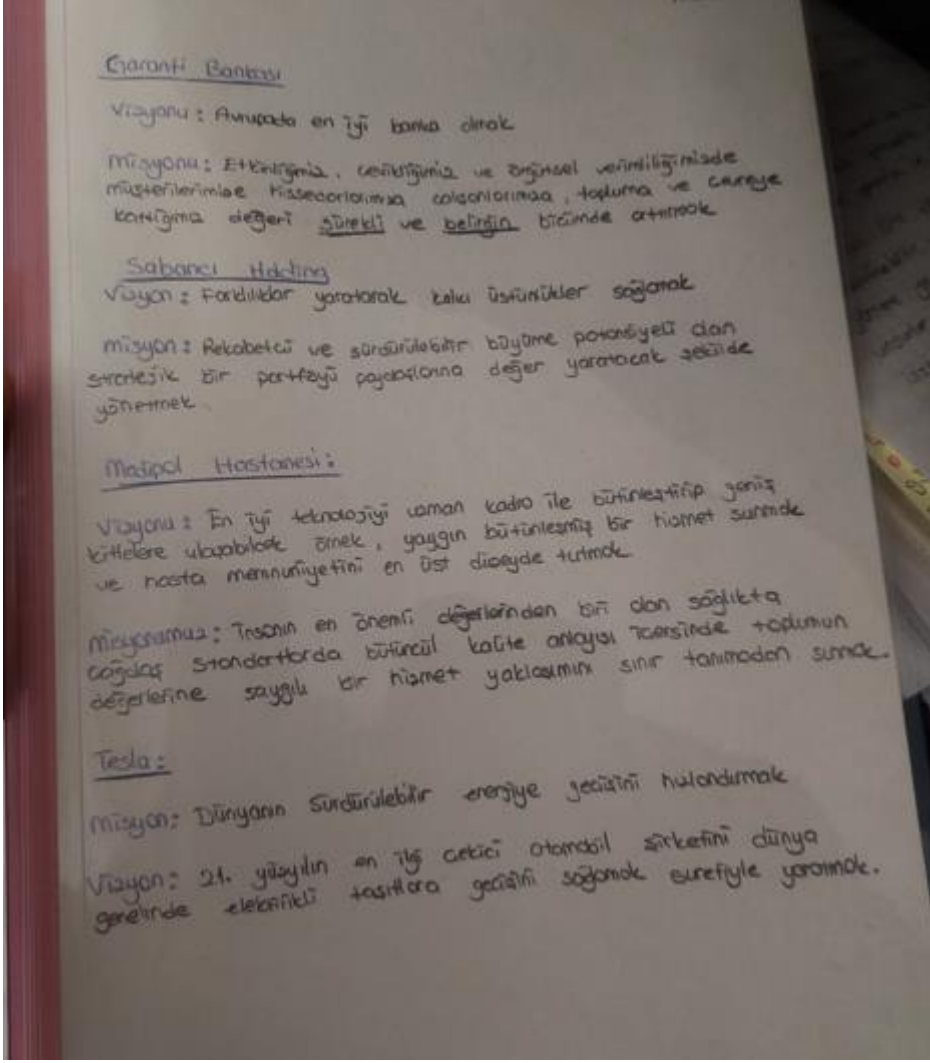 Garanti Bankası
Vizyonu : Avrupada en iyi banka olmak
Misyonu : Etkinliğimiz, çevikliğimiz ve örgütsel verimliliğimizde
müşterilerimize hissedarlarımıza çalışanlarımıza, topluma ve çevreye
kattığımız değeri sürekli ve belirgin biçimde artırmak
Sabancı Holding
Vizyon : Farklılıklar yaratarak kalıcı üstünlükler sağlamak
misyon : Rekabetci ve sürdürülebilir büyüme potansiyeli olan
stratejik bir portföyü paydaşlarına değer yaratacak şekilde
yönetmek.
Medipol Hastanesi :
Vizyonu : En iyi teknolojiyi uzman kadro ile bütünleştirip geniş
kitlelere ulaşabilecek örnek, yaygın bütünleşmiş bir hizmet sunmak
ve hasta memnuniyetini en üst düzeyde tutmak
misyonumuz : İnsanın en önemli değerlerinden biri olan sağlıkta
çağdaş standartlarda bütüncül kalite anlayışı içersinde toplumun
değerlerine saygılı bir hizmet yaklaşımını sınır tanımadan sunmak.
Tesla :
misyon : Dünyanın sürdürülebilir enerjiye geçişini hızlandırmak
Vizyon : 21. yüzyılın en ilgi çekici otomobil şirketini dünya
genelinde elektrikli taşıtlara geçişini sağlamak suretiyle yaratmak.